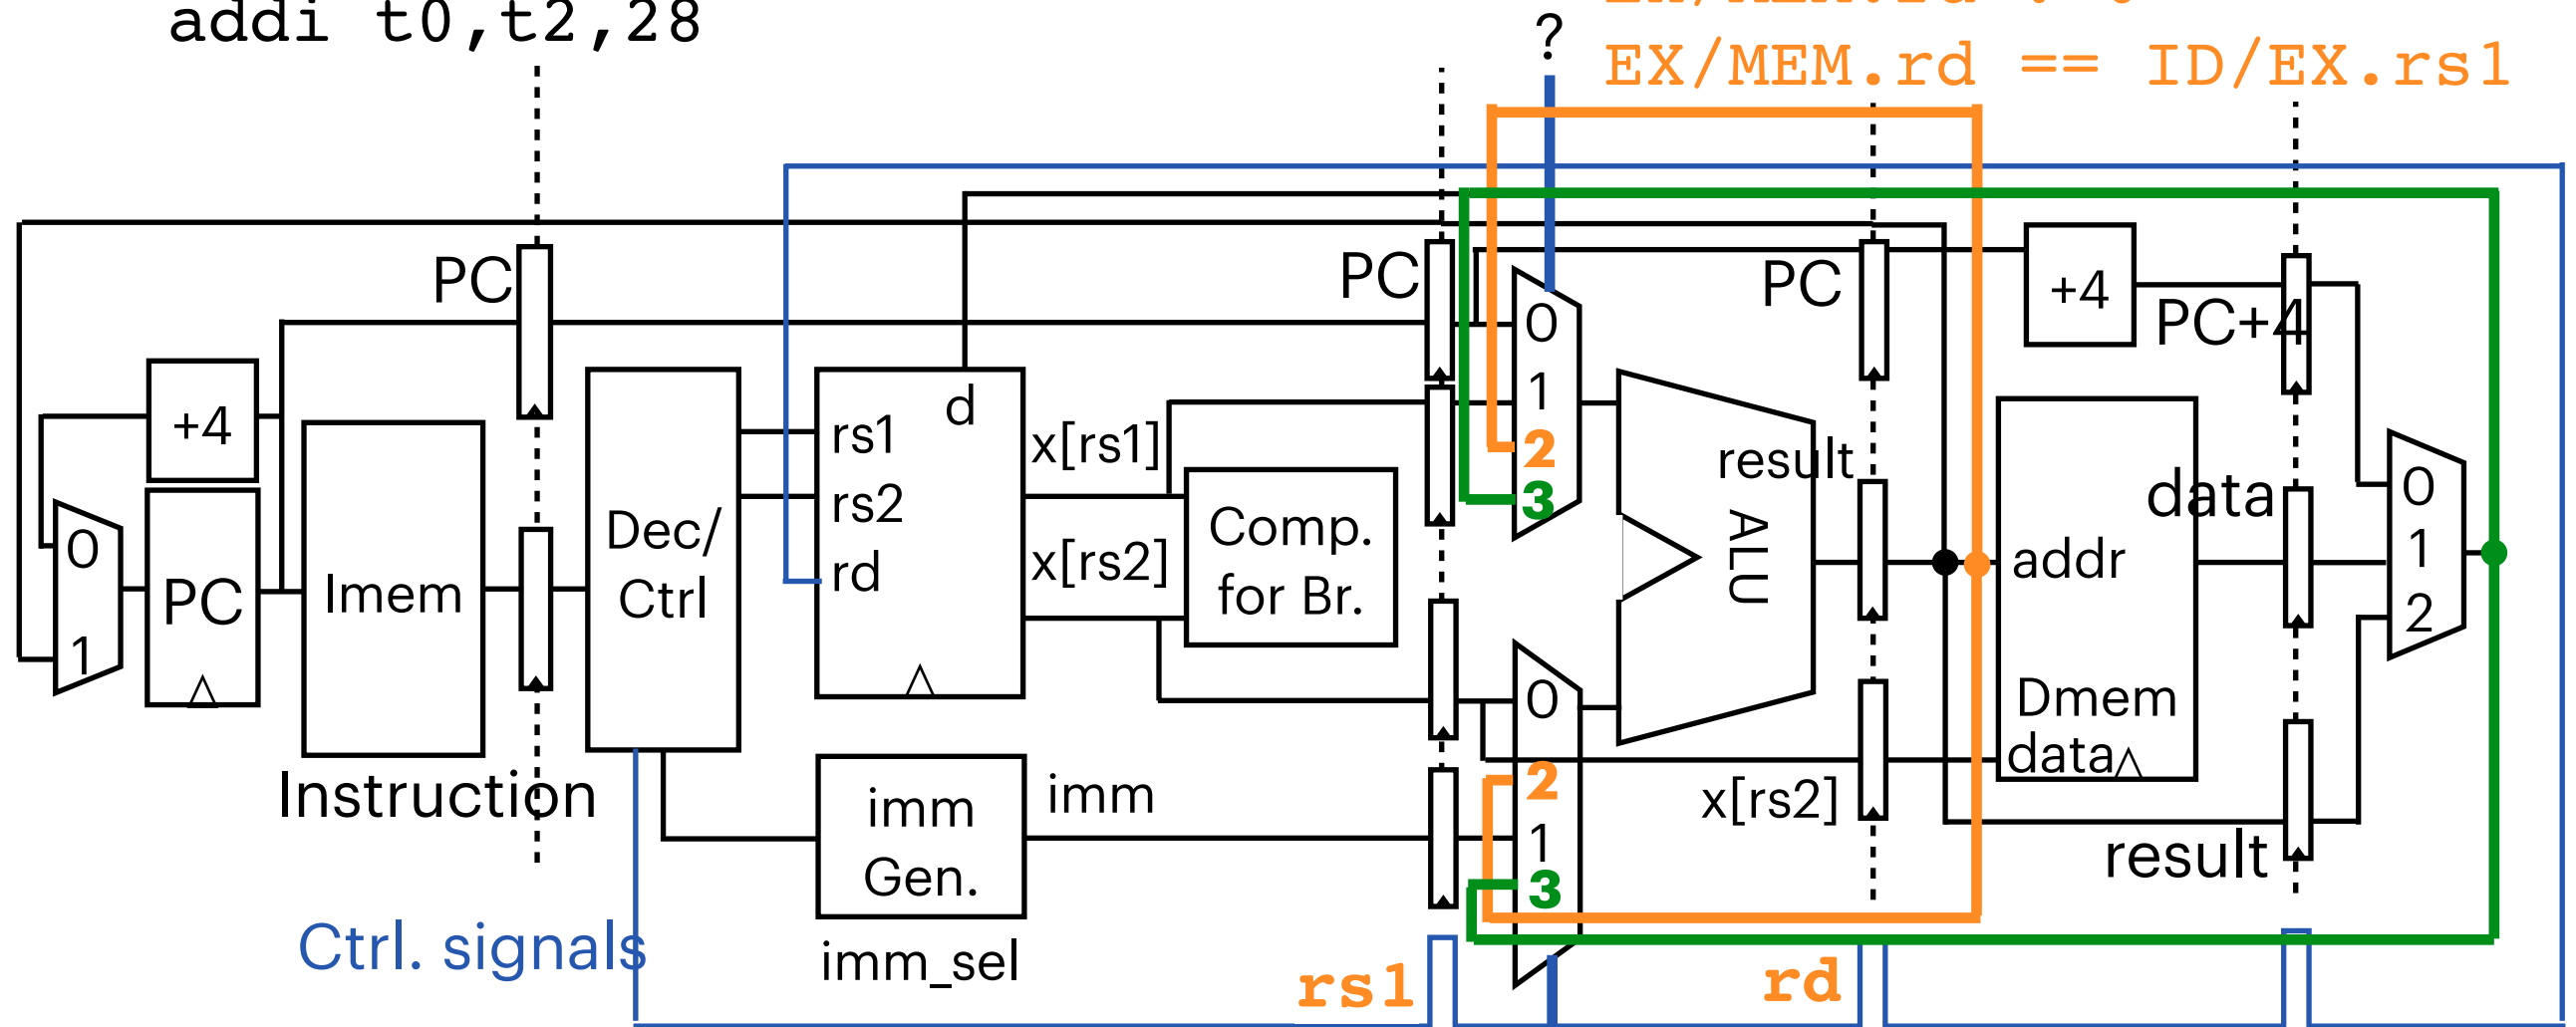 addi t0,t2,28
?
EX/MEM.rd == ID/EX.rs1
PC
PC
PC
+4
PC+4
0
1
2
3
+4
d
rs1
rs2
rd
x[rs1]
x[rs2]
Comp.
for Br.
result
ALU
data
0
1
2
0
1
PC
Imem
Dec/
Ctrl
addr
Dmem
data
0
2
1
3
x[rs2]
Instruction
imm
Gen.
imm
imm_sel
result
Ctrl. signals
rs1
rd